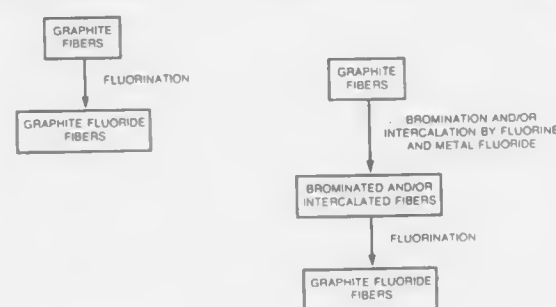 GRAPHITE
FIBERS
FLUORINATION
GRAPHITE FLUORIDE
FIBERS
GRAPHITE
FIBERS
BROMINATION AND/OR
INTERCALATION BY FLUORINE
AND METAL FLUORIDE
BROMINATED AND/OR
INTERCALATED FIBERS
FLUORINATION
GRAPHITE FLUORIDE
FIBERS